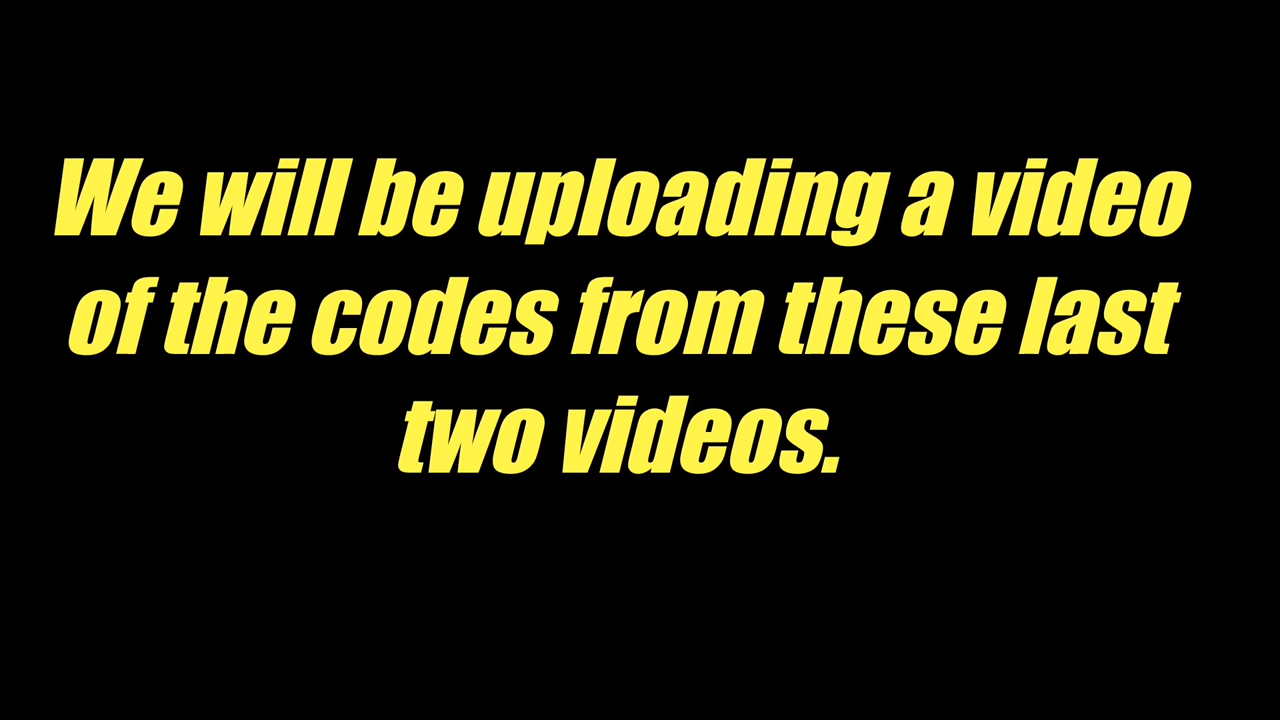 We will be uploading a video
of the codes from these last
two videos.